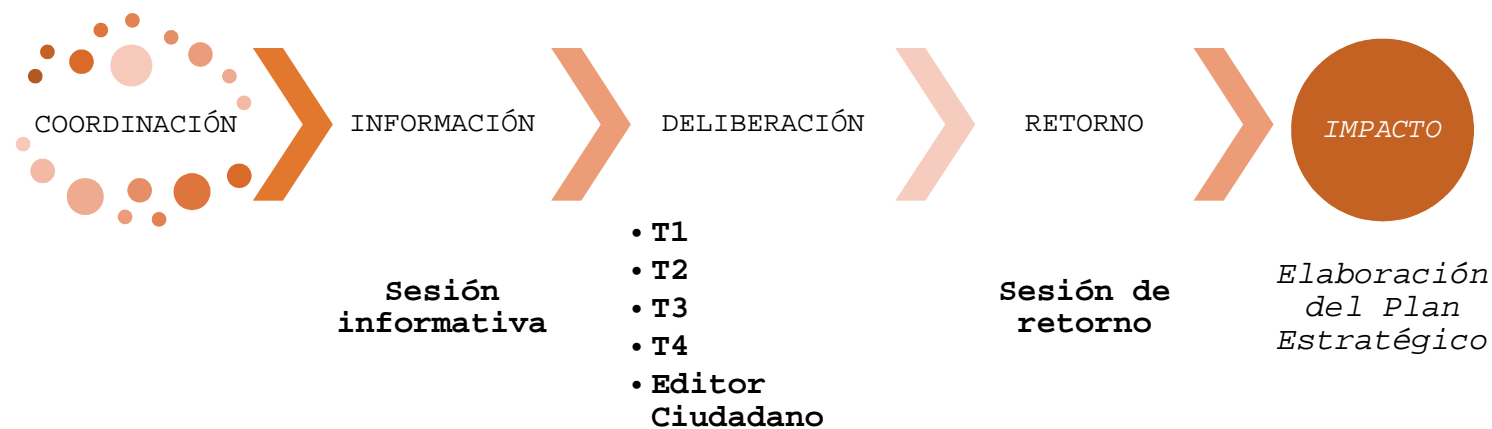 COORDINACIÓN
INFORMACIÓN
DELIBERACIÓN
RETORNO
IMPACTO
Sesión
informativa
• T1
• T2
• T3
• T4
• Editor
Ciudadano
Sesión de
retorno
Elaboración
del Plan
Estratégico